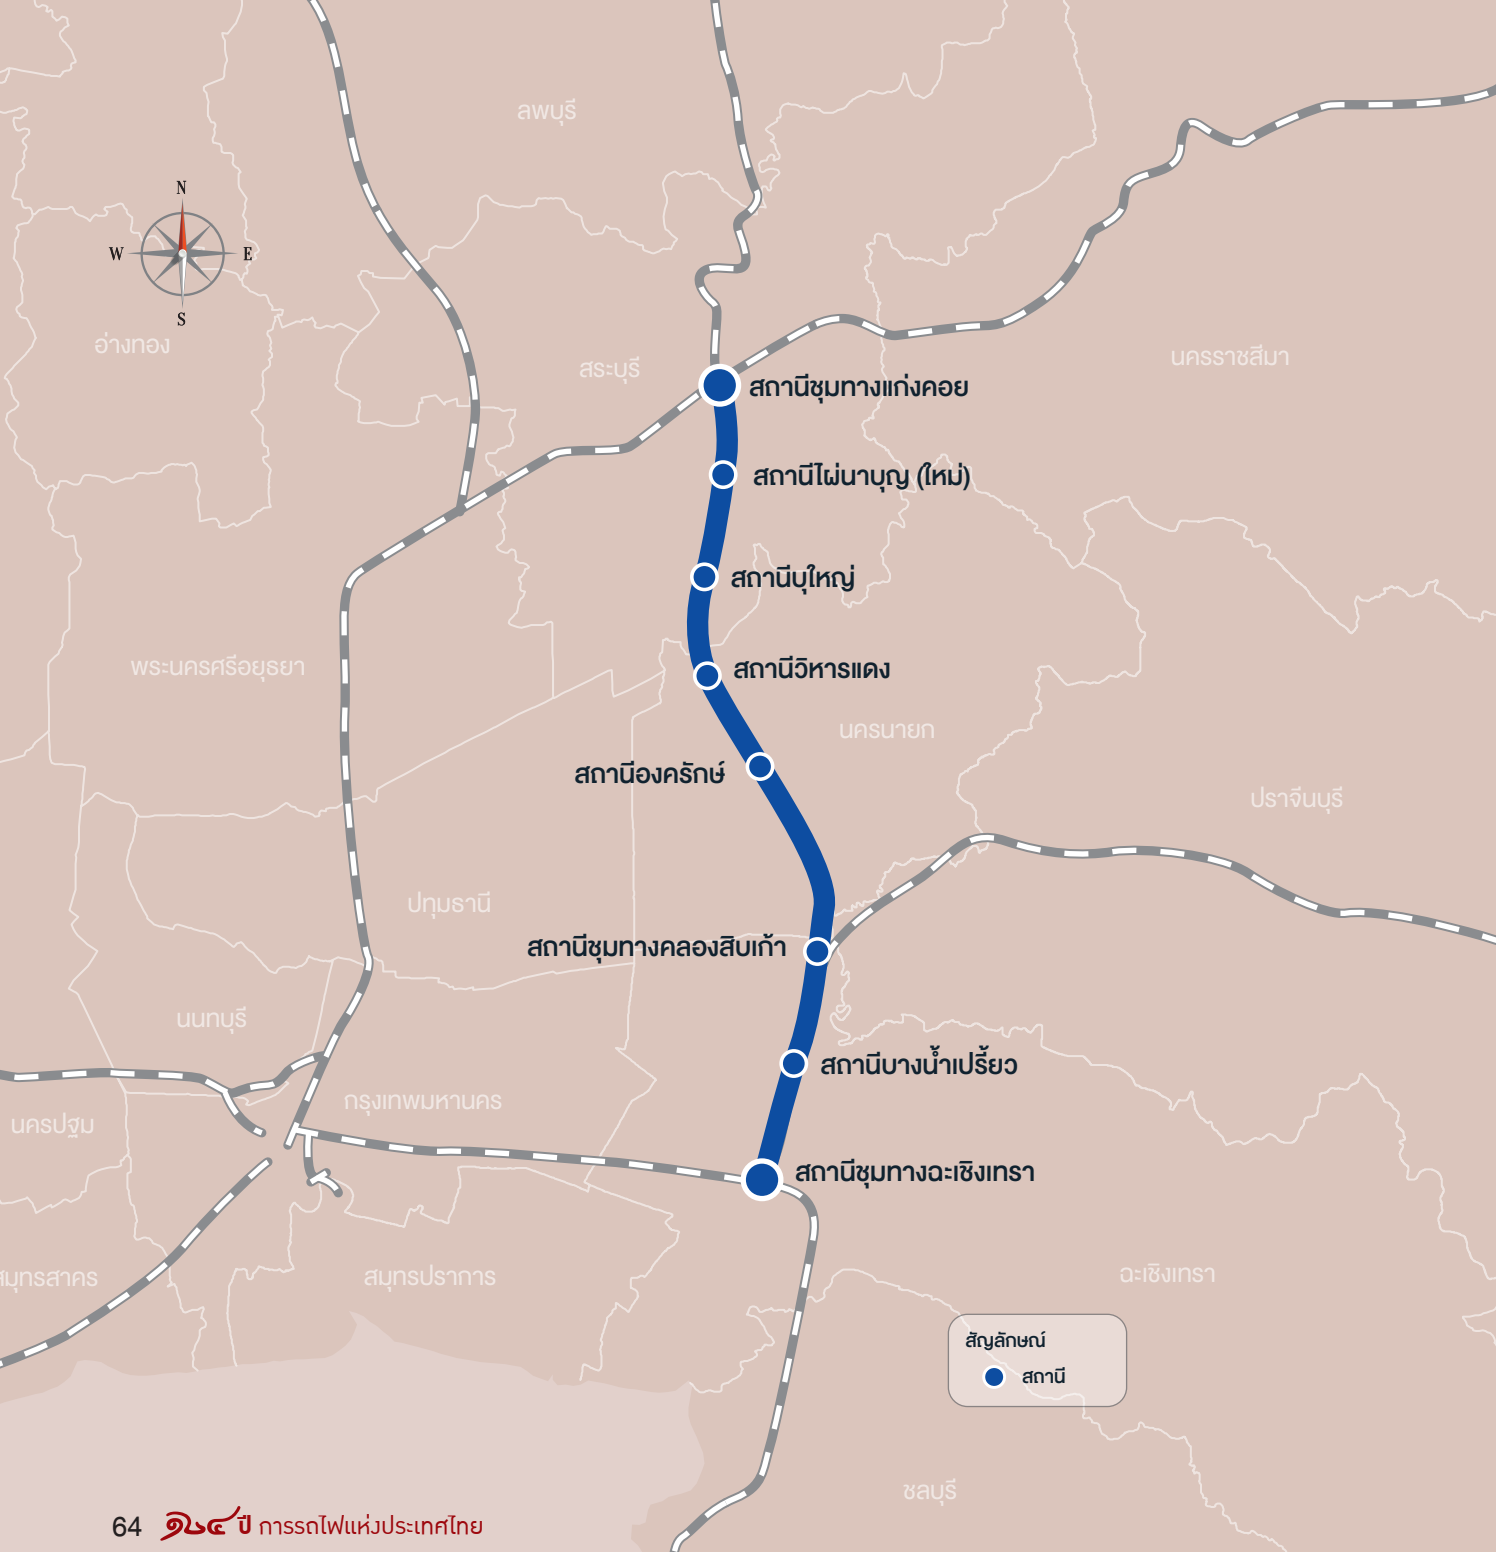 ลพบุรี
N
W
E
S
อ่างทอง
สระบุรี
นครราชสีมา
สถานีชุมทางแก่งคอย
สถานีไผ่นาบุญ (ใหม่)
สถานีบุใหญ่
พระนครศรีอยุธยา
สถานีวิหารแดง
นครนายก
สถานีองครักษ์
ปราจีนบุรี
ปทุมธานี
สถานีชุมทางคลองสิบเก้า
นนทบุรี
สถานีบางน้ำเปรี้ยว
กรุงเทพมหานคร
นครปฐม
สถานีชุมทางฉะเชิงเทรา
สมุทรสาคร
สมุทรปราการ
ฉะเชิงเทรา
สัญลักษณ์
สถานี
ชลบุรี
64 ๑๒๔ ปี การรถไฟแห่งประเทศไทย